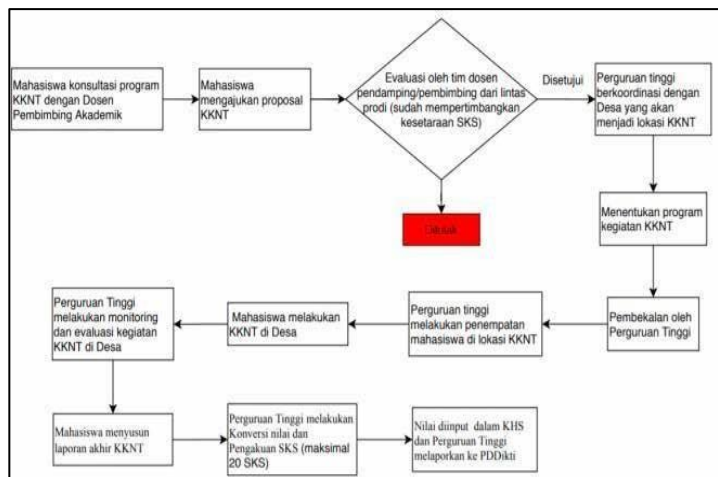 Mahasiswa konsultasi program
KKNT dengan Dosen
Pembimbing Akademik
Mahasiswa
mengajukan proposal
KKNT
Evaluasi oleh tim dosen
pendamping/pembimbing dari lintas
prodi (sudah mempertimbangkan
kesetaraan SKS)
Disetujui
Perguruan tinggi
berkoordinasi dengan
Desa yang akan
menjadi lokasi KKNT
Menentukan program
kegiatan KKNT
Perguruan Tinggi
melakukan monitoring
dan evaluasi kegiatan
KKNT di Desa
Mahasiswa melakukan
KKNT di Desa
Perguruan tinggi
melakukan penempatan
mahasiswa di lokasi KKNT
Pembekalan oleh
Perguruan Tinggi
Mahasiswa menyusun
laporan akhir KKNT
Perguruan Tinggi melakukan
Konversi nilai dan
Pengakuan SKS (maksimal
20 SKS)
Nilai diinput dalam KHS
dan Perguruan Tinggi
melaporkan ke PDDikti